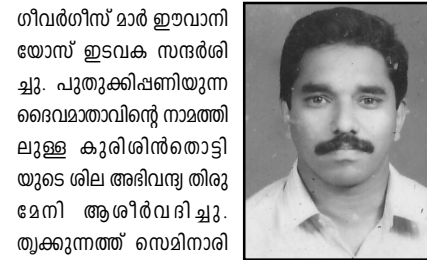 ഗീവർഗീസ് മാർ ഈവാനി
യോസ് ഇടവക സന്ദർശി
ച്ചു. പുതുക്കിപ്പണിയുന്ന
ദൈവമാതാവിന്റെ നാമത്തി
ലുള്ള കുരിശിൻതൊട്ടി
യുടെ ശില അഭിവന്ദ്യ തിരു
മേനി ആശീർവദിച്ചു.
തൃക്കുന്നത്ത് സെമിനാരി